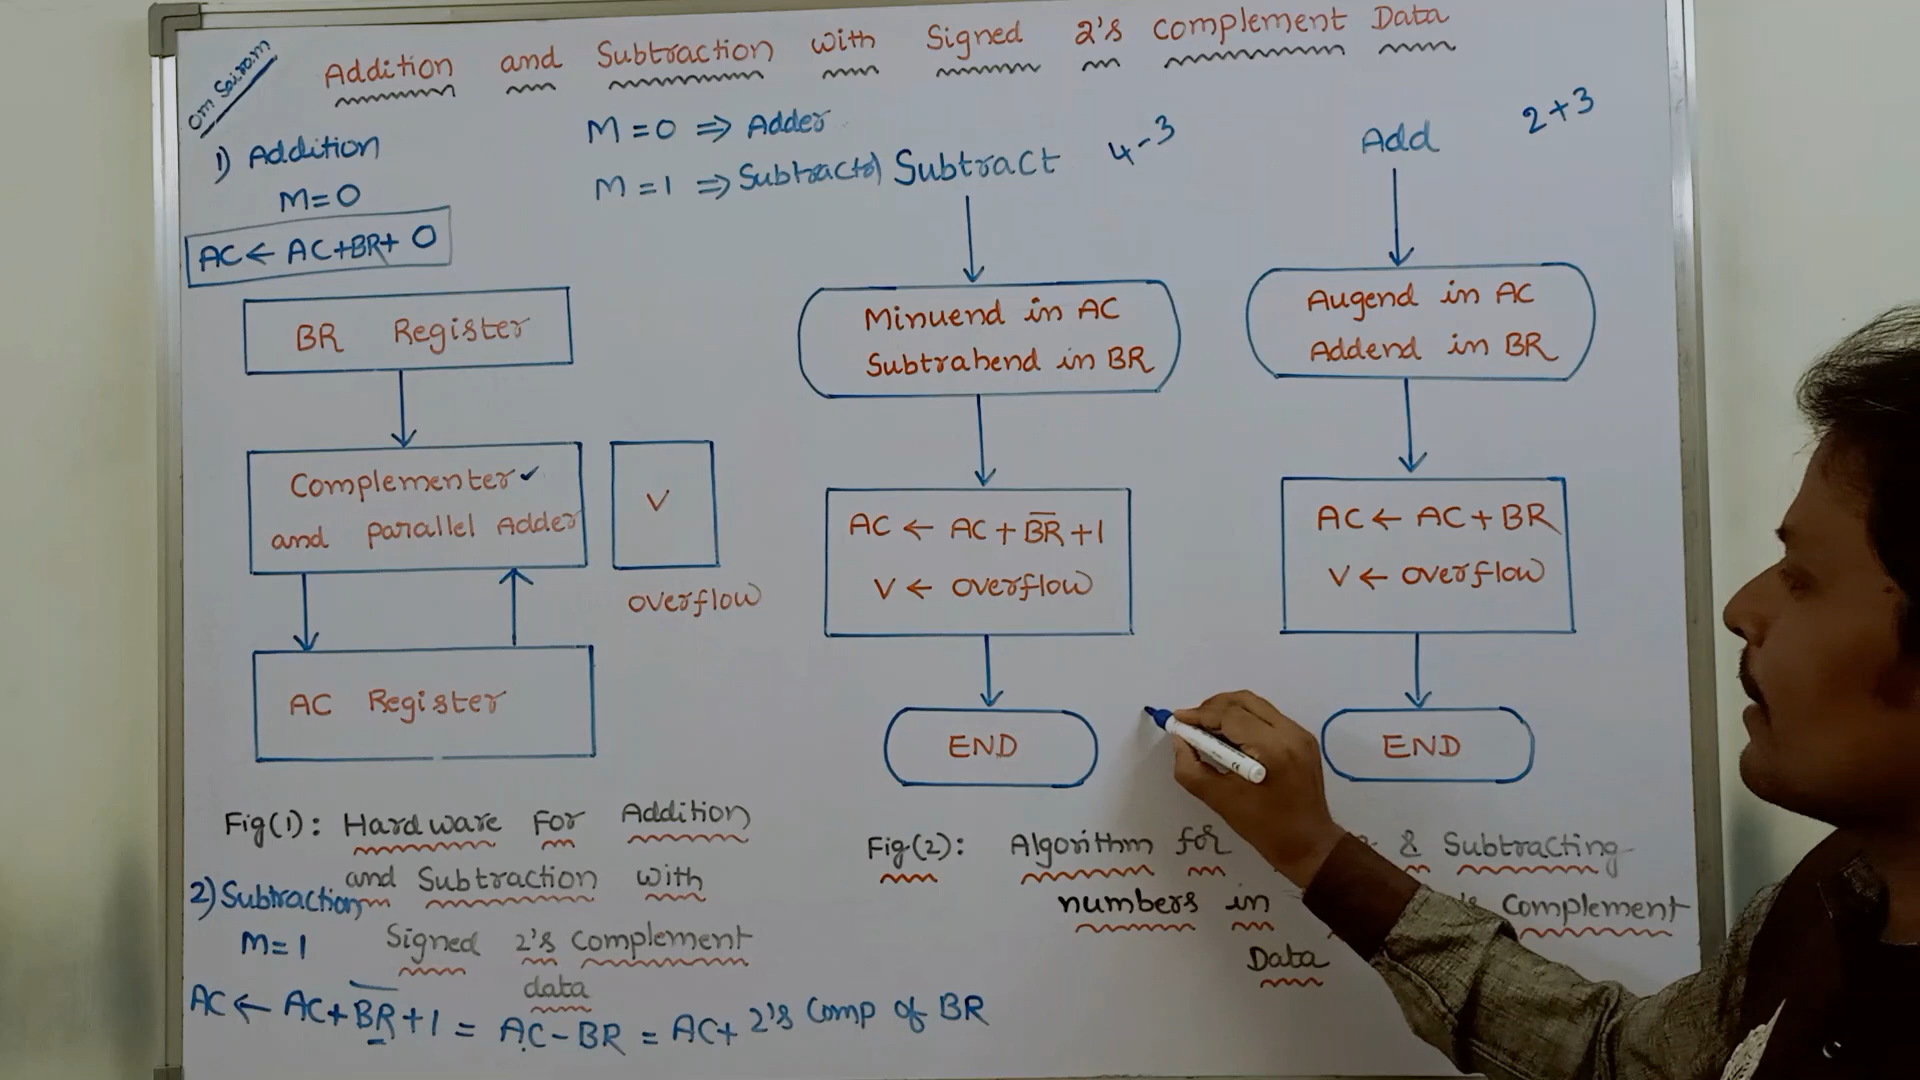 Addition and Subtraction with Signed 2's Complement Data
Om Sairam
1) Addition
M=0
AC ← AC+BR+ 0
M=0 ⇒ Adder
M=1 ⇒ Subtractor
Subtract
4-3
Add
2+3
BR Register
Complementer ✓
and parallel Adder
V
overflow
AC Register
Minuend in AC
Subtrahend in BR
AC ← AC + B̅R̅ +1
V ← overflow
END
Augend in AC
Addend in BR
AC ← AC + BR
V ← overflow
END
Fig(1): Hardware For Addition
and Subtraction with
Signed 2's Complement
data
2) Subtraction
M=1
AC ← AC+B̅R̅+1 = AC-BR = AC+ 2's Comp of BR
Fig(2): Algorithm for & Subtracting
numbers in Complement
Data